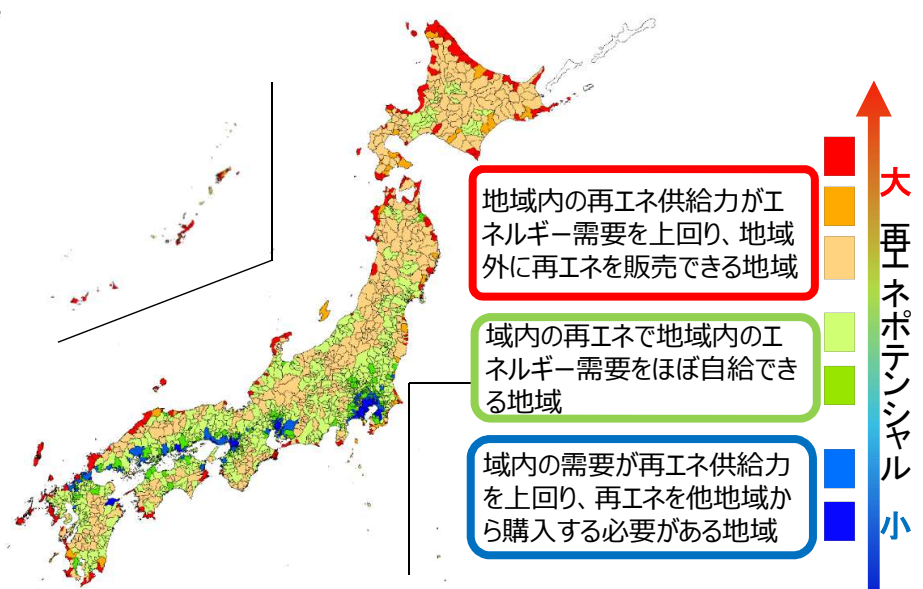 地域内の再エネ供給力がエ
ネルギー需要を上回り、地域
外に再エネを販売できる地域
域内の再エネで地域内のエ
ネルギー需要をほぼ自給でき
る地域
域内の需要が再エネ供給力
を上回り、再エネを他地域か
ら購入する必要がある地域
大
再エネポテンシャル
小